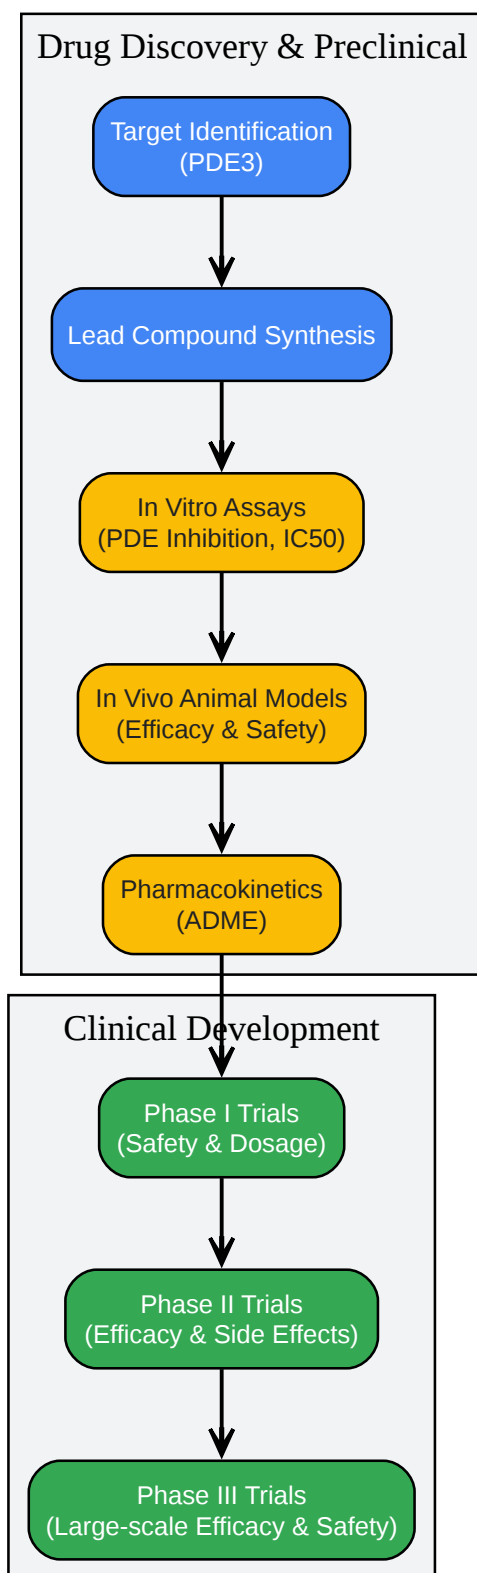 Drug Discovery & Preclinical
Target Identification
(PDE3)
Lead Compound Synthesis
In Vitro Assays
(PDE Inhibition, IC50)
In Vivo Animal Models
(Efficacy & Safety)
Pharmacokinetics
(ADME)
Clinical Development
Phase I Trials
(Safety & Dosage)
Phase II Trials
(Efficacy & Side Effects)
Phase III Trials
(Large-scale Efficacy & Safety)